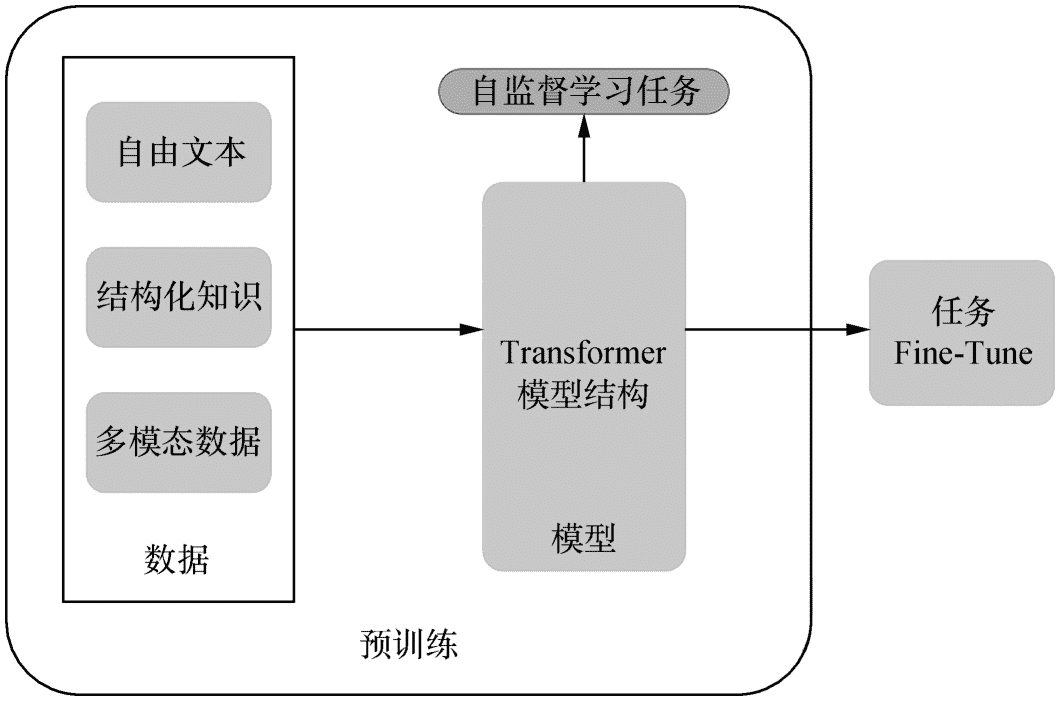 自由文本
结构化知识
多模态数据
数据
自监督学习任务
Transformer
模型结构
模型
任务
Fine-Tune
预训练